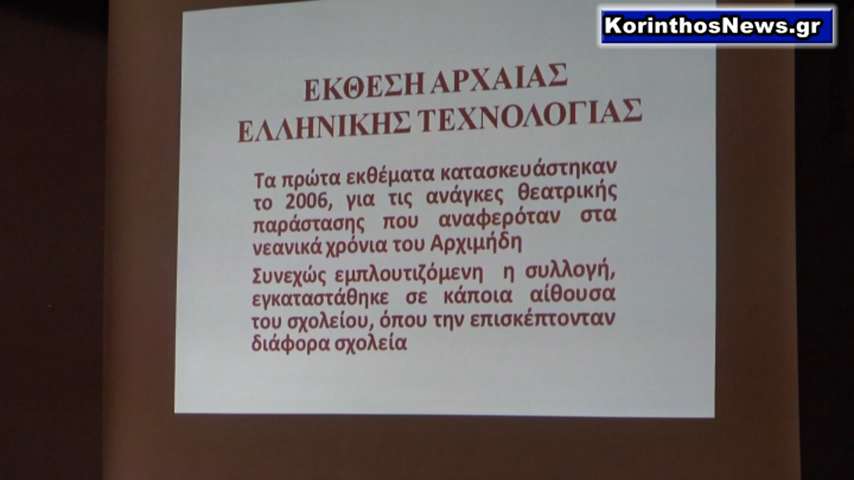 KorinthosNews.gr
ΕΚΘΕΣΗ ΑΡΧΑΙΑΣ
ΕΛΛΗΝΙΚΗΣ ΤΕΧΝΟΛΟΓΙΑΣ
Τα πρώτα εκθέματα κατασκευάστηκαν
το 2006, για τις ανάγκες θεατρικής
παράστασης που αναφερόταν στα
νεανικά χρόνια του Αρχιμήδη
Συνεχώς εμπλουτιζόμενη η συλλογή,
εγκαταστάθηκε σε κάποια αίθουσα
του σχολείου, όπου την επισκέπτονταν
διάφορα σχολεία